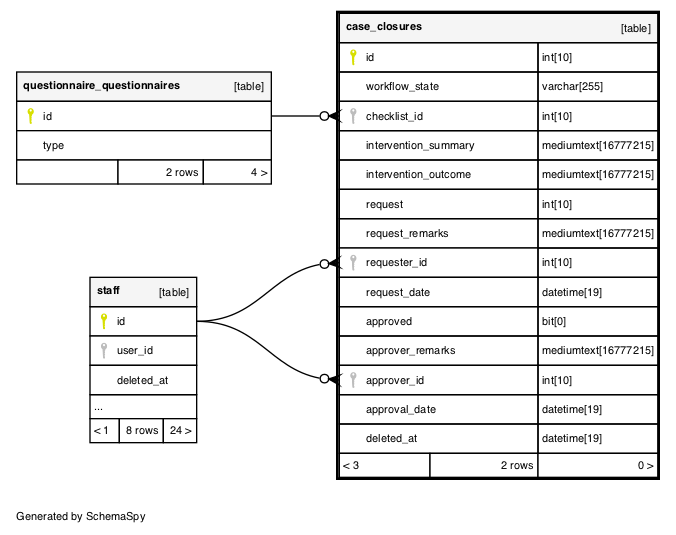 case_closures [table]
id int[10]
workflow_state varchar[255]
checklist_id int[10]
intervention_summary mediumtext[16777215]
intervention_outcome mediumtext[16777215]
request int[10]
request_remarks mediumtext[16777215]
requester_id int[10]
request_date datetime[19]
approved bit[0]
approver_remarks mediumtext[16777215]
approver_id int[10]
approval_date datetime[19]
deleted_at datetime[19]
< 3 2 rows 0 >
questionnaire_questionnaires [table]
id
type
2 rows 4 >
staff [table]
id
user_id
deleted_at
...
< 1 8 rows 24 >
Generated by SchemaSpy